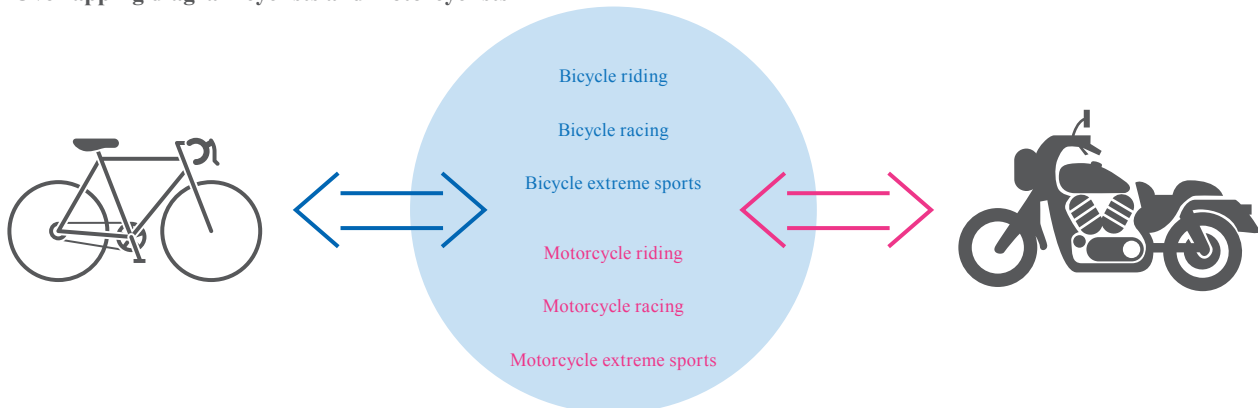 Bicycle riding
Bicycle racing
Bicycle extreme sports
Motorcycle riding
Motorcycle racing
Motorcycle extreme sports